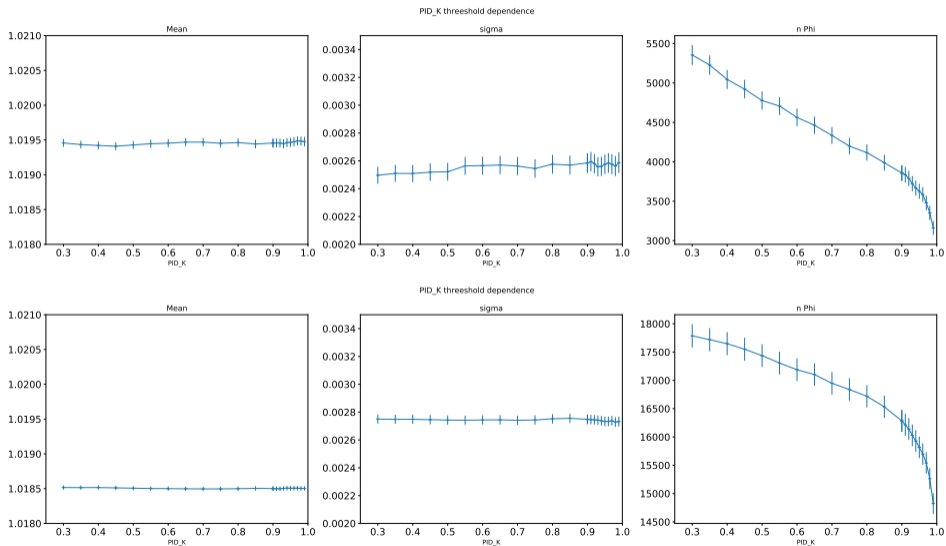 PID_K threeshold dependence
Mean
sigma
n Phi
1.0210
1.0205
1.0200
1.0195
1.0190
1.0185
1.0180
0.3 0.4 0.5 0.6 0.7 0.8 0.9 1.0
PID_K
0.0034
0.0032
0.0030
0.0028
0.0026
0.0024
0.0022
0.0020
0.3 0.4 0.5 0.6 0.7 0.8 0.9 1.0
PID_K
5500
5000
4500
4000
3500
3000
0.3 0.4 0.5 0.6 0.7 0.8 0.9 1.0
PID_K
PID_K threeshold dependence
Mean
sigma
n Phi
1.0210
1.0205
1.0200
1.0195
1.0190
1.0185
1.0180
0.3 0.4 0.5 0.6 0.7 0.8 0.9 1.0
PID_K
0.0034
0.0032
0.0030
0.0028
0.0026
0.0024
0.0022
0.0020
0.3 0.4 0.5 0.6 0.7 0.8 0.9 1.0
PID_K
18000
17500
17000
16500
16000
15500
15000
14500
0.3 0.4 0.5 0.6 0.7 0.8 0.9 1.0
PID_K